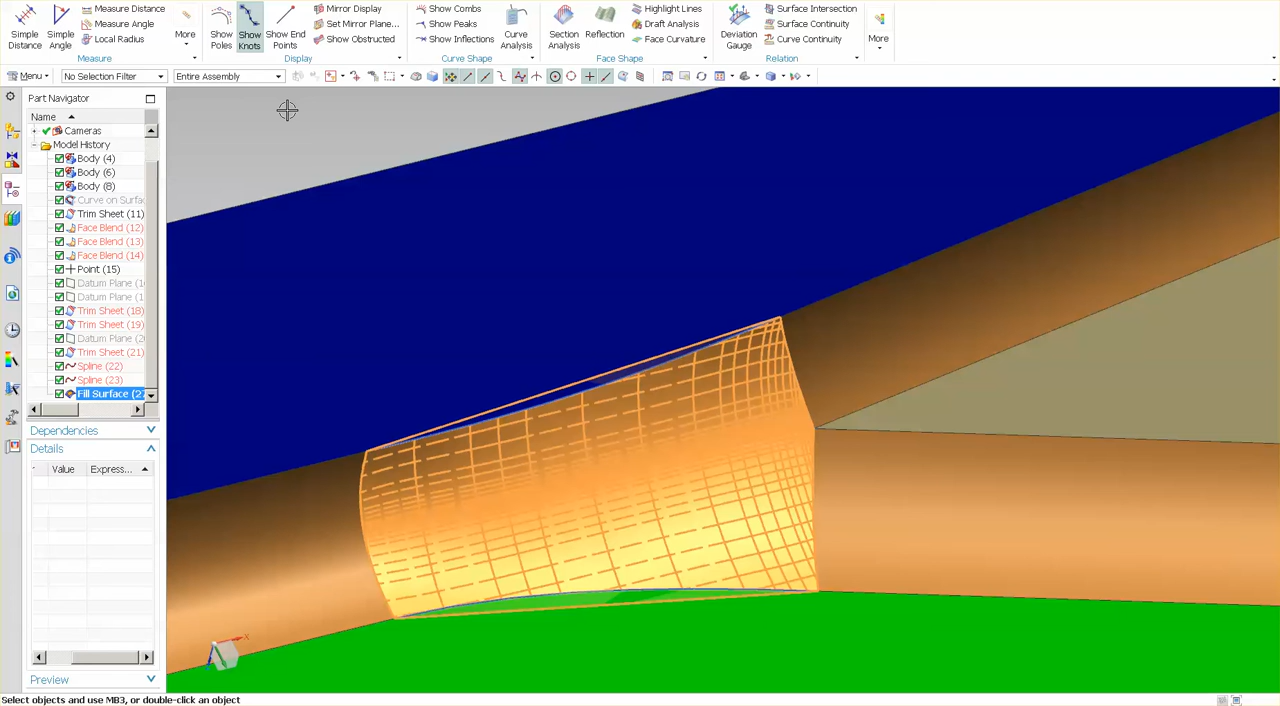 Simple Distance
Simple Angle
Measure Distance
Measure Angle
Local Radius
More
Measure
Show Poles
Show Knots
Show End Points
Mirror Display
Set Mirror Plane...
Show Obstructed
Display
Show Combs
Show Peaks
Show Inflections
Curve Analysis
Curve Shape
Section Analysis
Reflection
Highlight Lines
Draft Analysis
Face Curvature
Face Shape
Deviation Gauge
Surface Intersection
Surface Continuity
Curve Continuity
Relation
More
Menu
No Selection Filter
Entire Assembly
Part Navigator
Name
Cameras
Model History
Body (4)
Body (6)
Body (8)
Curve on Surfa
Trim Sheet (11)
Face Blend (12)
Face Blend (13)
Face Blend (14)
Point (15)
Datum Plane (1
Datum Plane (1
Trim Sheet (18)
Trim Sheet (19)
Datum Plane (2
Trim Sheet (21)
Spline (22)
Spline (23)
Fill Surface (2
Dependencies
Details
Value Express...
Preview
X
Select objects and use MB3, or double-click an object